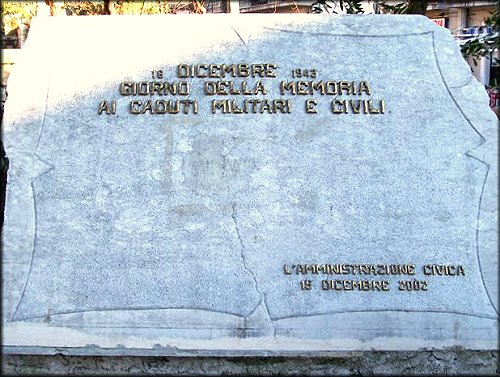 16 DICEMBRE 1943
GIORNO DELLA MEMORIA
AI CADUTI MILITARI E CIVILI
L'AMMINISTRAZIONE CIVICA
15 DICEMBRE 2002